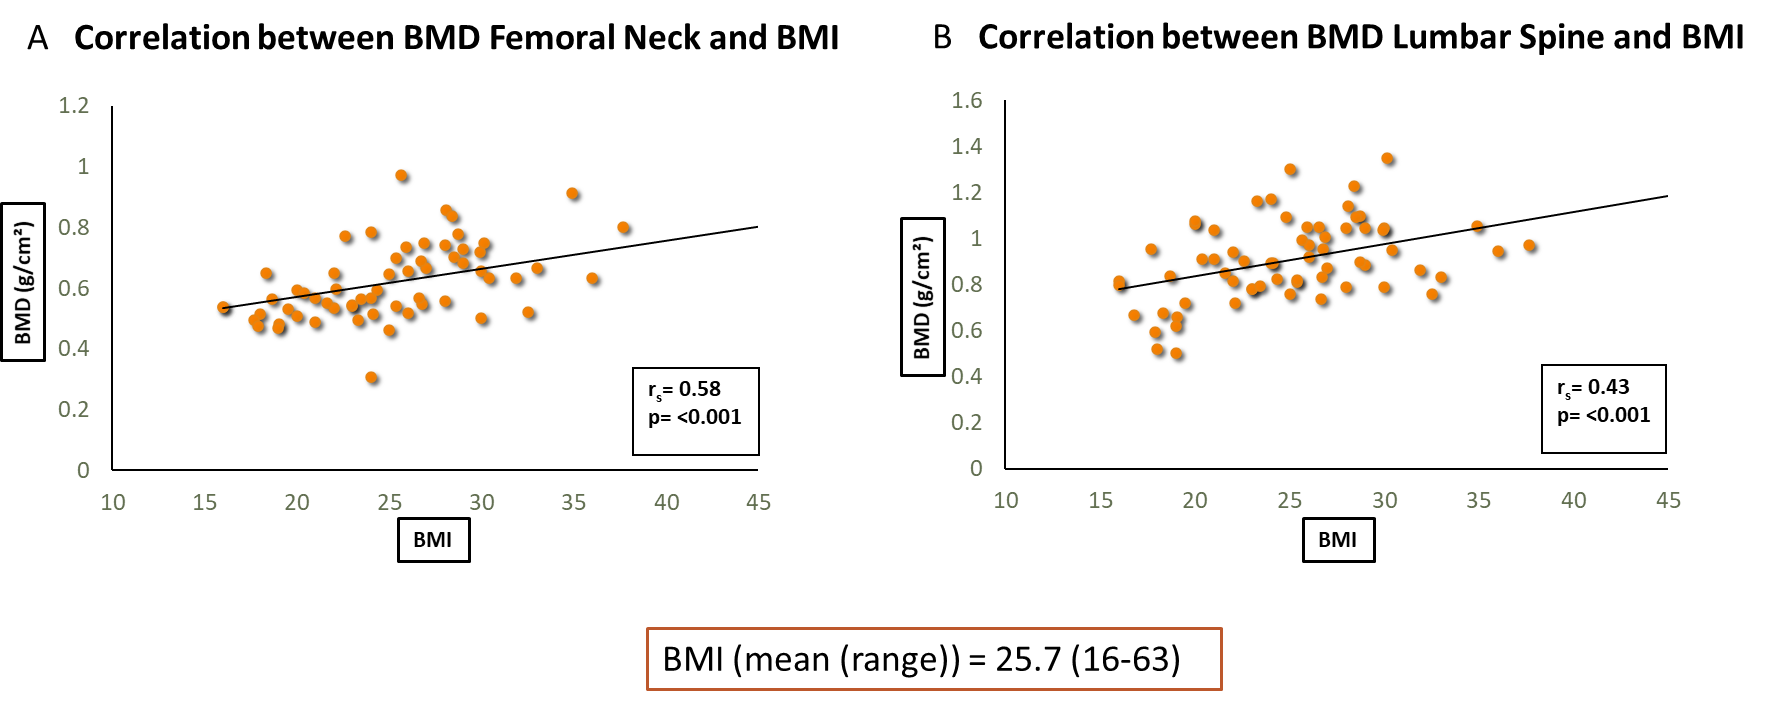 A Correlation between BMD Femoral Neck and BMI
1.2
1
0.8
0.6
0.4
0.2
0
BMD (g/cm²)
10 15 20 25 30 35 40 45
BMI
rs= 0.58
p= <0.001
B Correlation between BMD Lumbar Spine and BMI
1.6
1.4
1.2
1
0.8
0.6
0.4
0.2
0
BMD (g/cm²)
10 15 20 25 30 35 40 45
BMI
rs= 0.43
p= <0.001
BMI (mean (range)) = 25.7 (16-63)